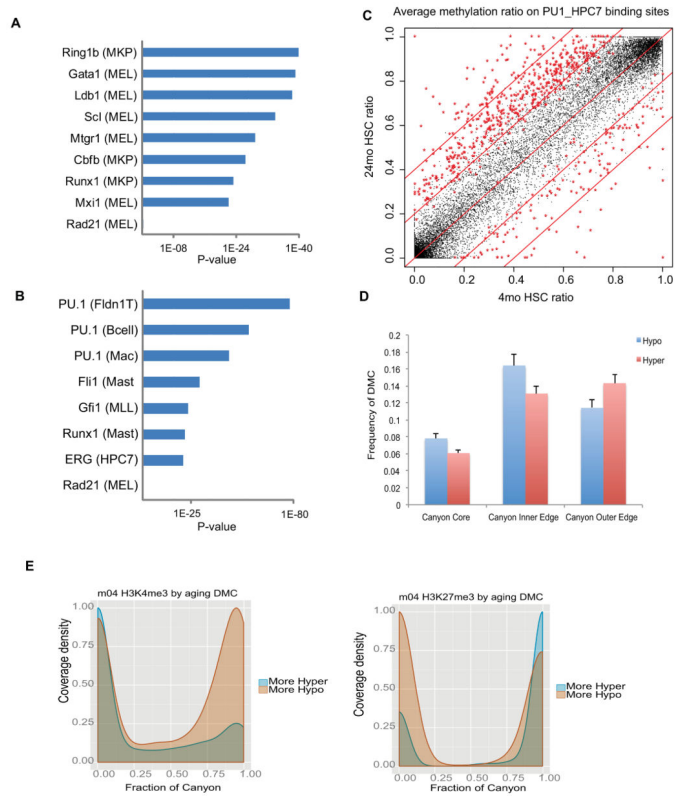 A
Ring1b (MKP)
Gata1 (MEL)
Ldb1 (MEL)
Scl (MEL)
Mtgr1 (MEL)
Cbfb (MKP)
Runx1 (MKP)
Mxi1 (MEL)
Rad21 (MEL)
1E-08 1E-24 1E-40
P-value
B
PU.1 (Fldn1T)
PU.1 (Bcell)
PU.1 (Mac)
Fli1 (Mast
Gfi1 (MLL)
Runx1 (Mast)
ERG (HPC7)
Rad21 (MEL)
1E-25 1E-80
P-value
C
Average methylation ratio on PU1_HPC7 binding sites
24mo HSC ratio
1.0
0.8
0.6
0.4
0.2
0.0
0.0 0.2 0.4 0.6 0.8 1.0
4mo HSC ratio
D
Frequency of DMC
0.2
0.18
0.16
0.14
0.12
0.1
0.08
0.06
0.04
0.02
0
Hypo
Hyper
Canyon Core Canyon Inner Edge Canyon Outer Edge
E
m04 H3K4me3 by aging DMC
Coverage density
1.00
0.75
0.50
0.25
0.00
0.00 0.25 0.50 0.75 1.00
Fraction of Canyon
More Hyper
More Hypo
m04 H3K27me3 by aging DMC
Coverage density
1.00
0.75
0.50
0.25
0.00
0.00 0.25 0.50 0.75 1.00
Fraction of Canyon
More Hyper
More Hypo